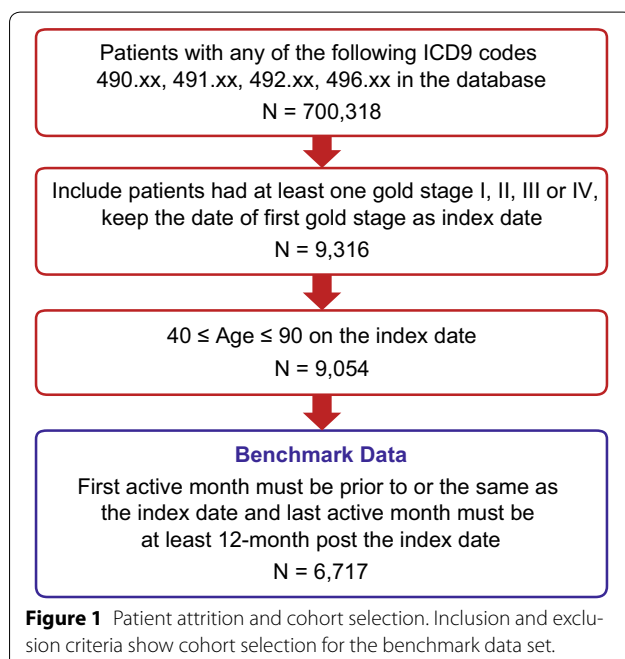 Patients with any of the following ICD9 codes
490.xx, 491.xx, 492.xx, 496.xx in the database
N = 700,318
Include patients had at least one gold stage I, II, III or IV,
keep the date of first gold stage as index date
N = 9,316
40 ≤ Age ≤ 90 on the index date
N = 9,054
Benchmark Data
First active month must be prior to or the same as
the index date and last active month must be
at least 12-month post the index date
N = 6,717
Figure 1 Patient attrition and cohort selection. Inclusion and exclu-
sion criteria show cohort selection for the benchmark data set.